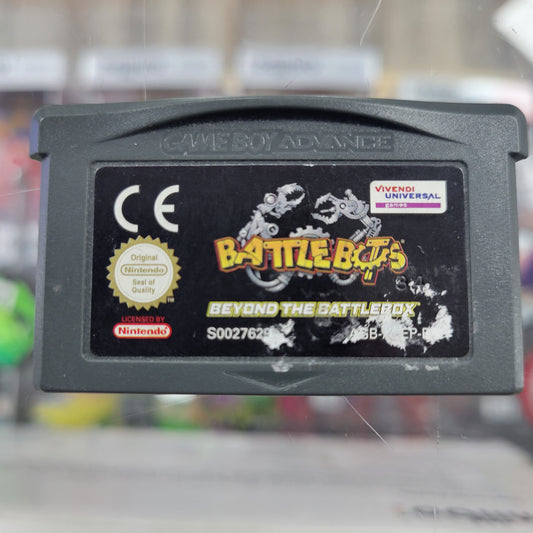 GAME BOY ADVANCE
CE
VIVENDI
UNIVERSAL
games
Original
Nintendo
Seal of
Quality
TM
BATTLEBOTS
BEYOND THE BATTLEBOX
LICENSED BY
Nintendo